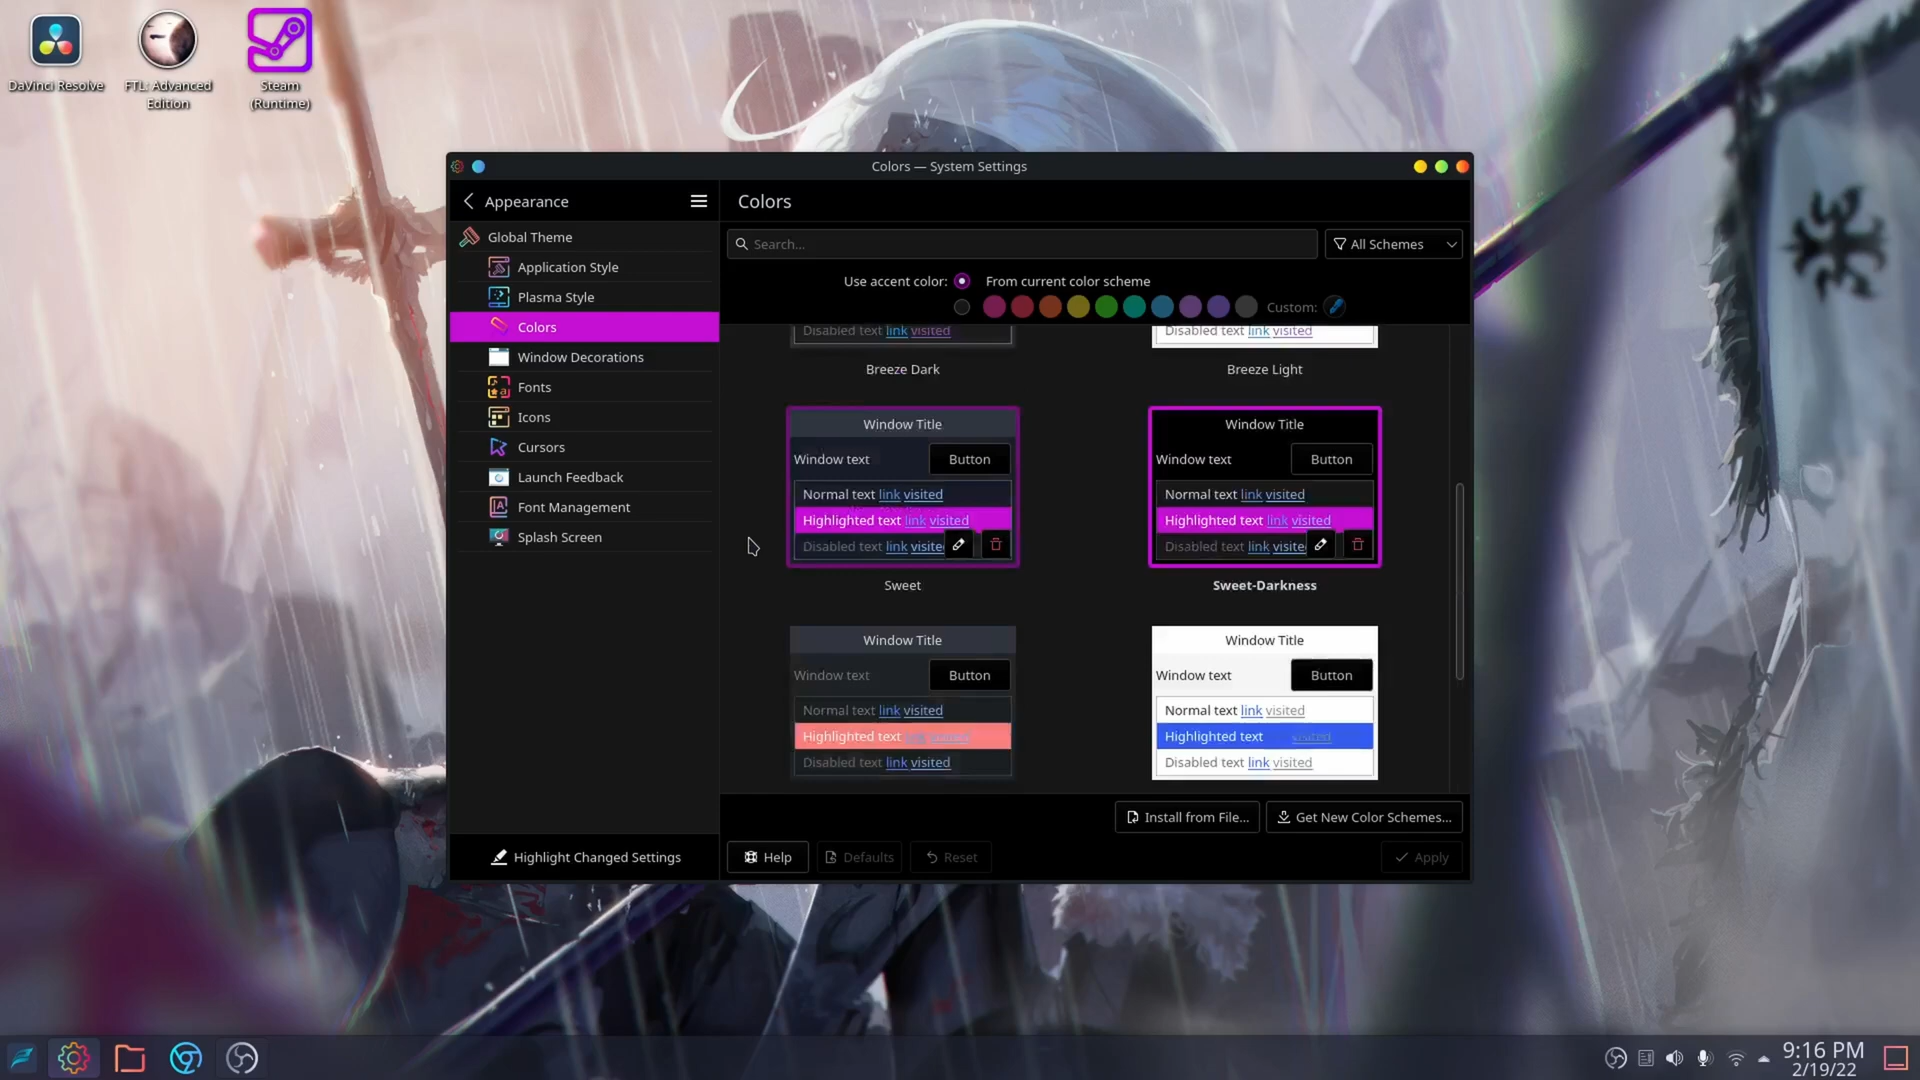 DaVinci Resolve
FTL: Advanced
Edition
Steam
(Runtime)
Colors — System Settings
Appearance
Global Theme
Application Style
Plasma Style
Colors
Window Decorations
Fonts
Icons
Cursors
Launch Feedback
Font Management
Splash Screen
Highlight Changed Settings
Colors
Search...
All Schemes
Use accent color:
From current color scheme
Custom:
Disabled text link visited
Breeze Dark
Disabled text link visited
Breeze Light
Window Title
Window text
Button
Normal text link visited
Highlighted text link visited
Disabled text link
Sweet
Window Title
Window text
Button
Normal text link visited
Highlighted text link visited
Disabled text link
Sweet-Darkness
Window Title
Window text
Button
Normal text link visited
Highlighted text link visited
Disabled text link visited
Window Title
Window text
Button
Normal text link visited
Highlighted text visited
Disabled text link visited
Install from File...
Get New Color Schemes...
Help
Defaults
Reset
Apply
9:16 PM
2/19/22